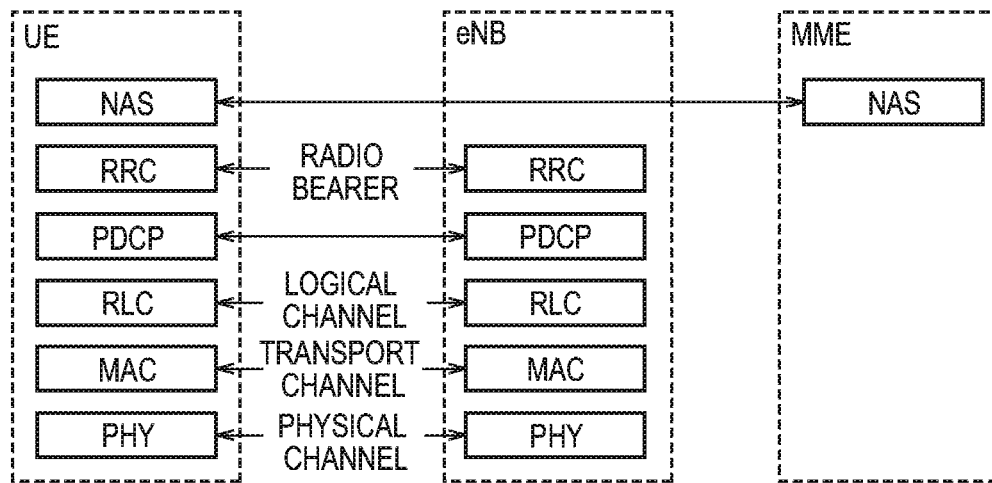 UE
eNB
MME
NAS
NAS
RRC
RADIO
BEARER
RRC
PDCP
PDCP
RLC
LOGICAL
CHANNEL
RLC
MAC
TRANSPORT
CHANNEL
MAC
PHY
PHYSICAL
CHANNEL
PHY